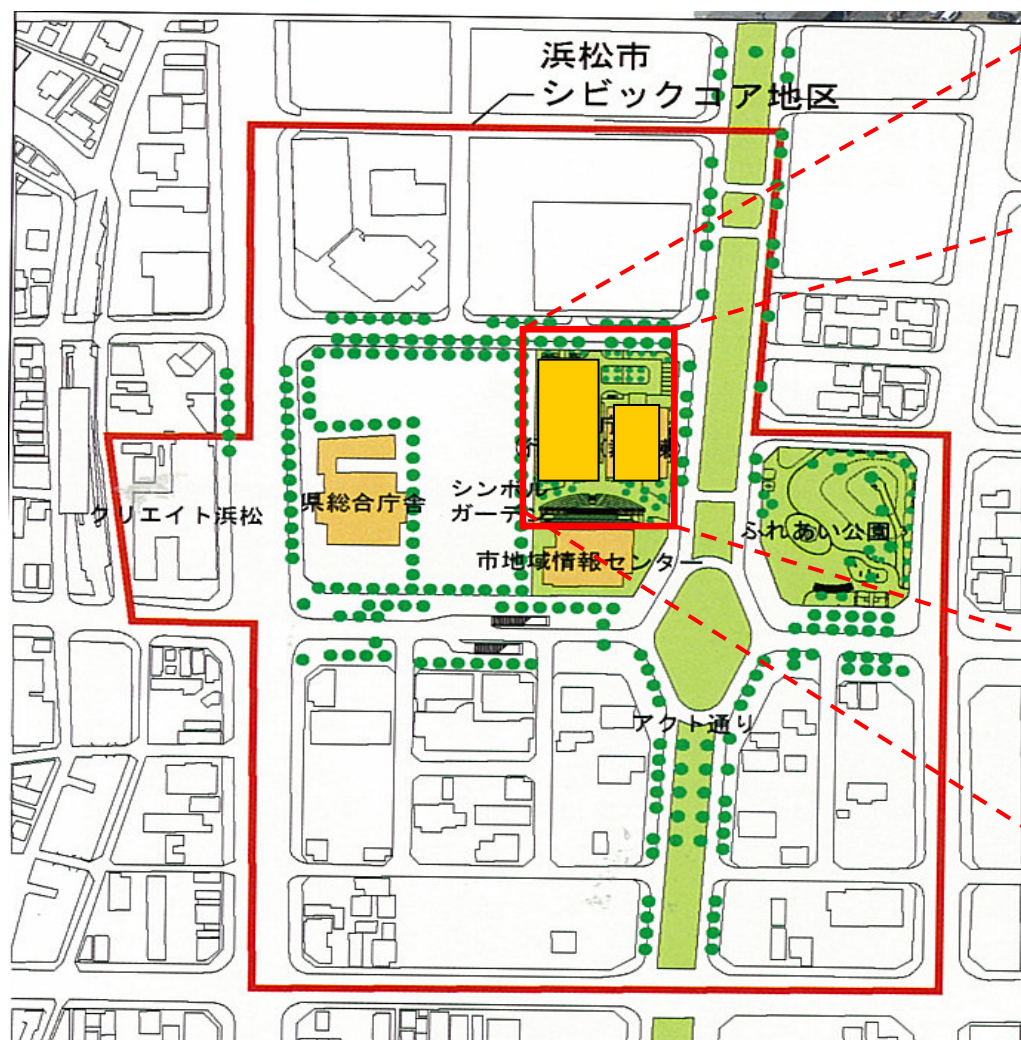 浜松市
シビックコア地区
シンボル
ガーデン
県総合庁舎
クリエイト浜松
ふれあい公園
市地域情報センター
アクト通り